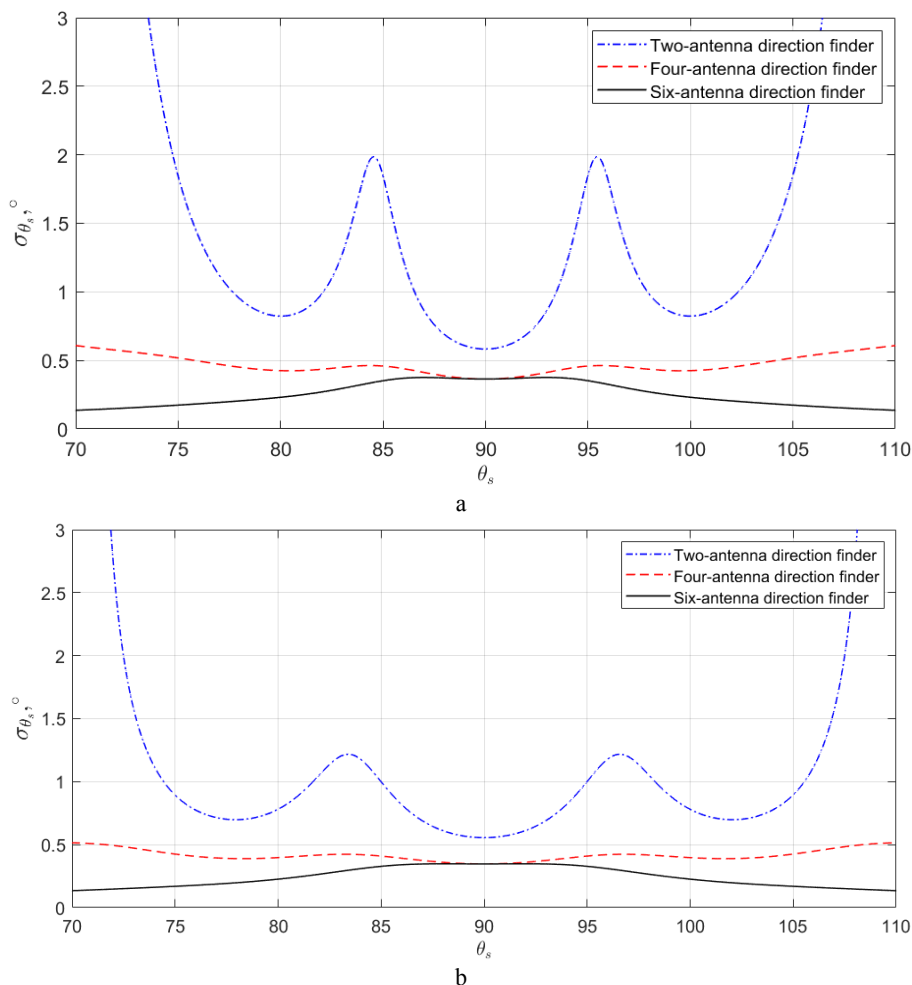 3
2.5
2
1.5
1
0.5
0
σθs,°
Two-antenna direction finder
Four-antenna direction finder
Six-antenna direction finder
70 75 80 85 90 95 100 105 110
θs
a
3
2.5
2
1.5
1
0.5
0
σθs,°
Two-antenna direction finder
Four-antenna direction finder
Six-antenna direction finder
70 75 80 85 90 95 100 105 110
θs
b